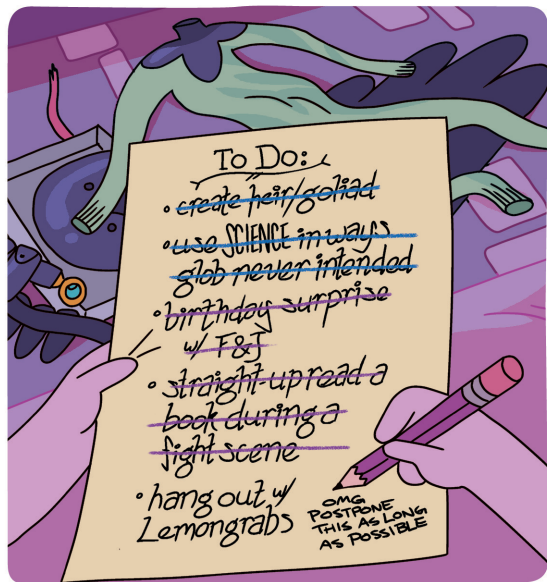 To Do:
• create heir/goliad
• use SCIENCE in ways
glob never intended
• birthday surprise
w/ F&J
• straight-up read a
book during a
fight scene
• hang out w/
Lemongrabs
OMG
POSTPONE
THIS AS LONG
AS POSSIBLE